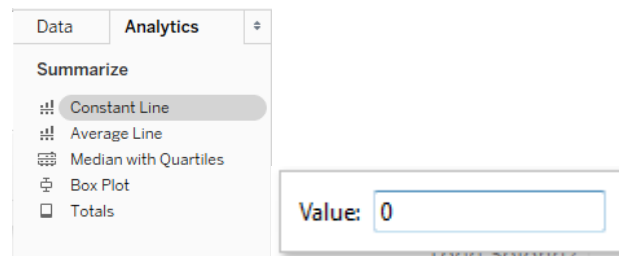 Data Analytics
Summarize
Constant Line
Average Line
Median with Quartiles
Box Plot
Totals
Value: 0